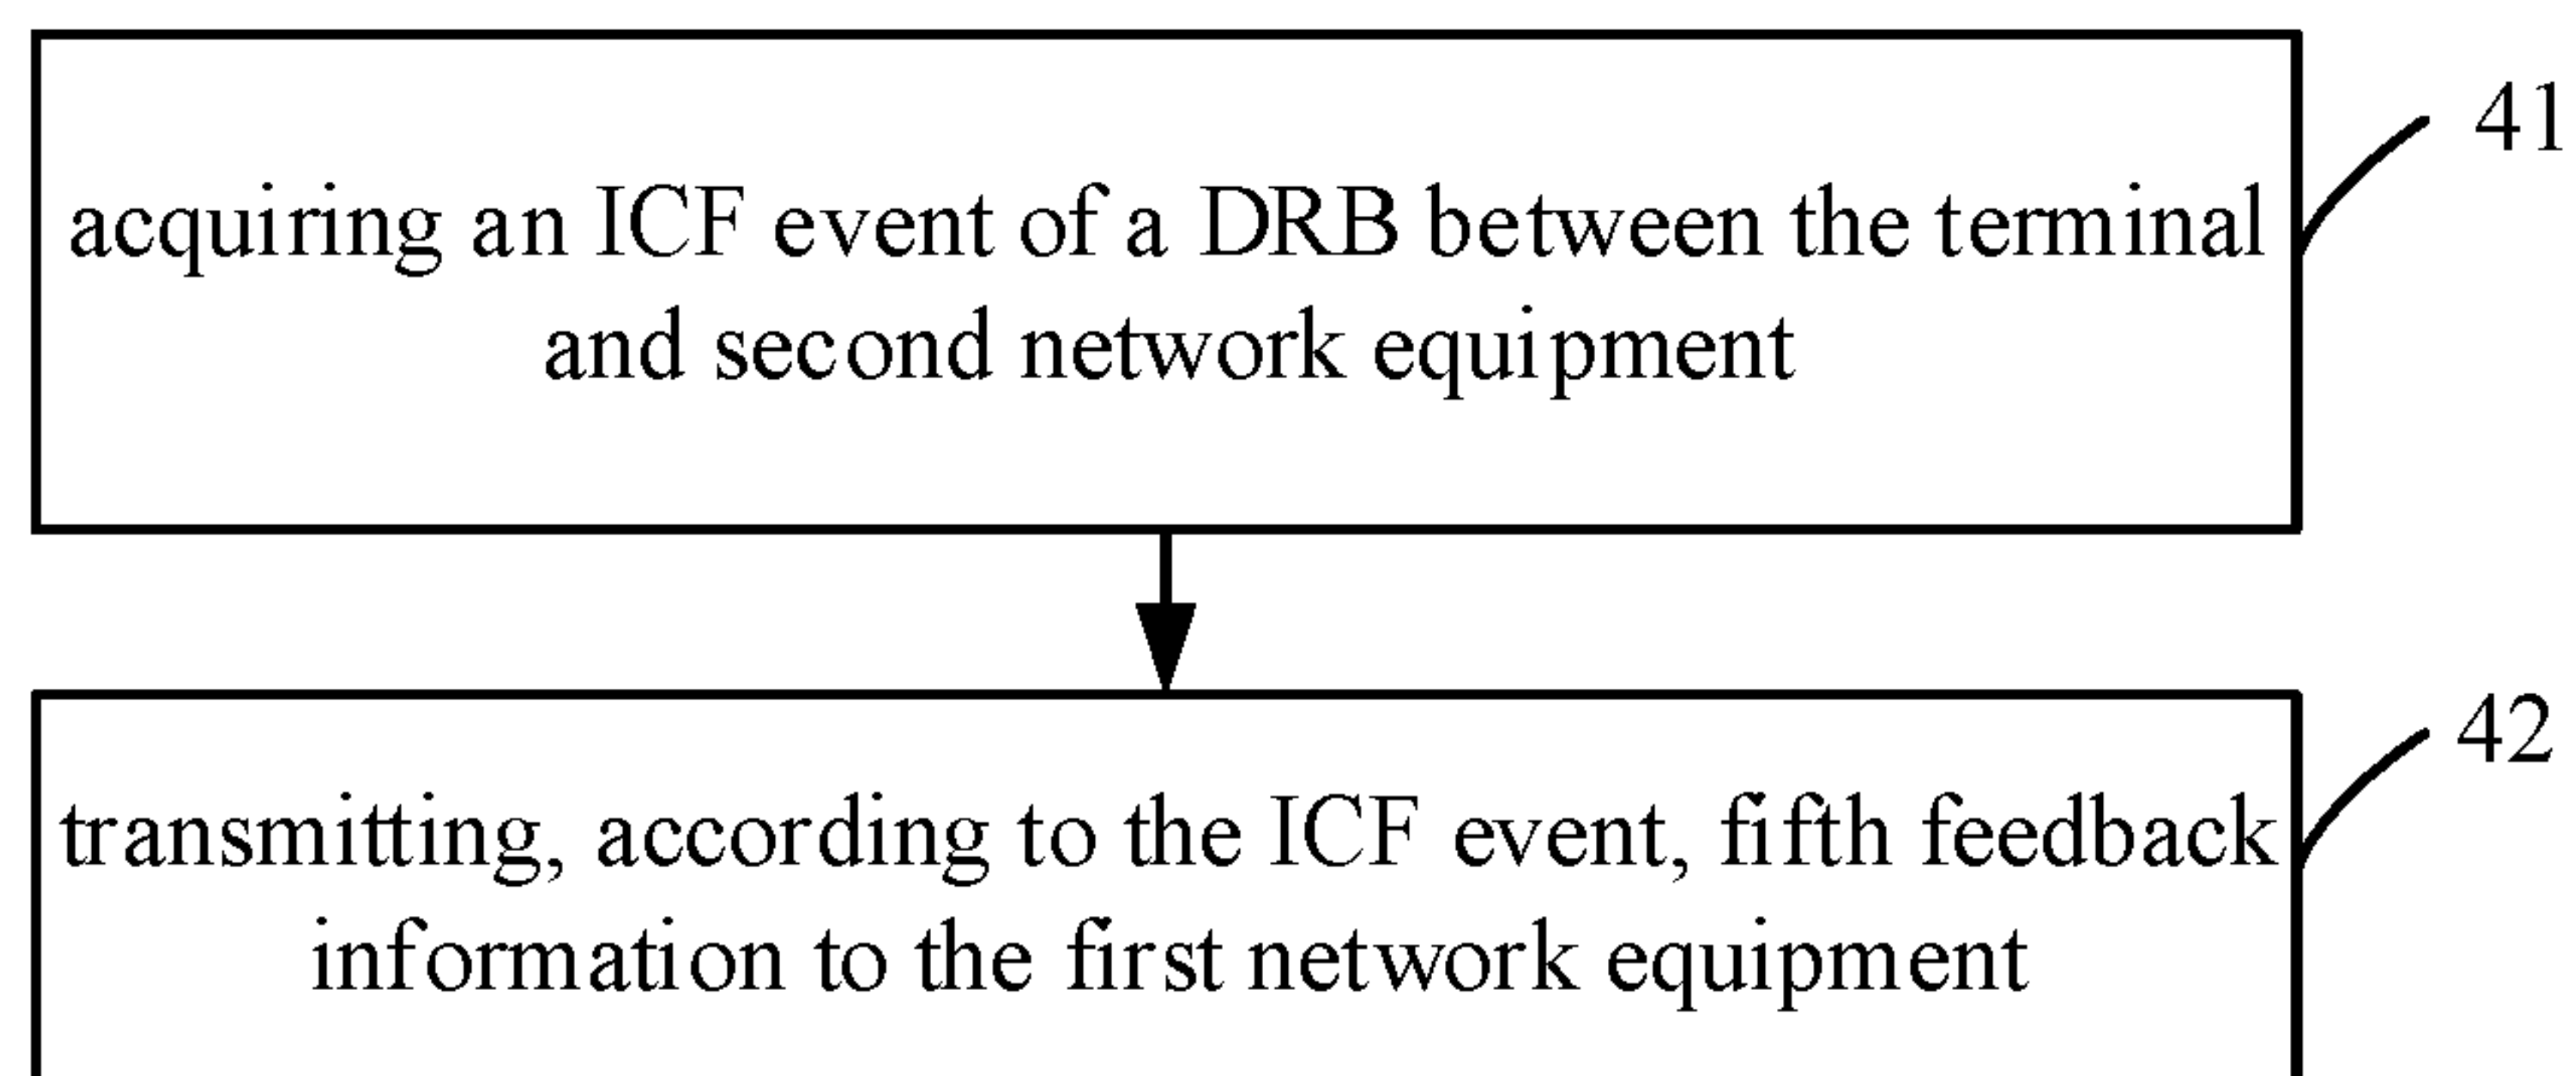 41
acquiring an ICF event of a DRB between the terminal
and second network equipment
42
transmitting, according to the ICF event, fifth feedback
information to the first network equipment